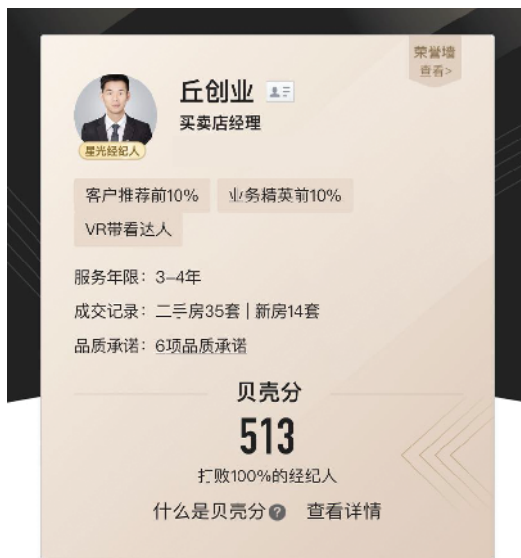 荣誉墙
查看>
丘创业
买卖店经理
星光经纪人
客户推荐前10% 业务精英前10%
VR带看达人
服务年限：3-4年
成交记录：二手房35套 | 新房14套
品质承诺：6项品质承诺
贝壳分
513
打败100%的经纪人
什么是贝壳分? 查看详情